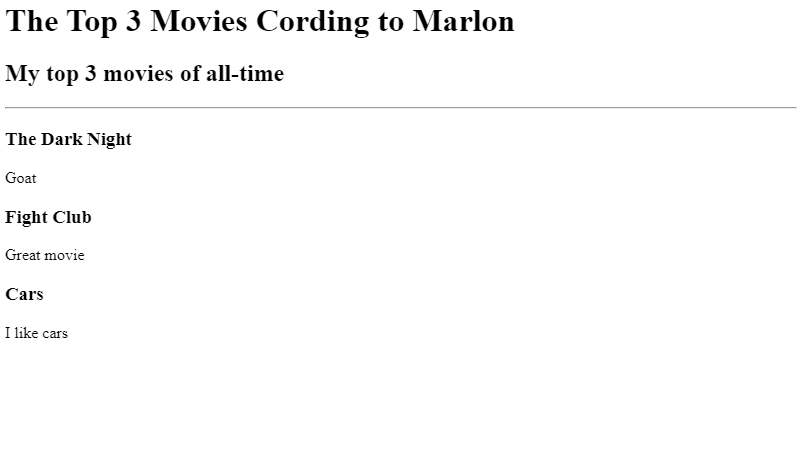 The Top 3 Movies Cording to Marlon
My top 3 movies of all-time
The Dark Night
Goat
Fight Club
Great movie
Cars
I like cars